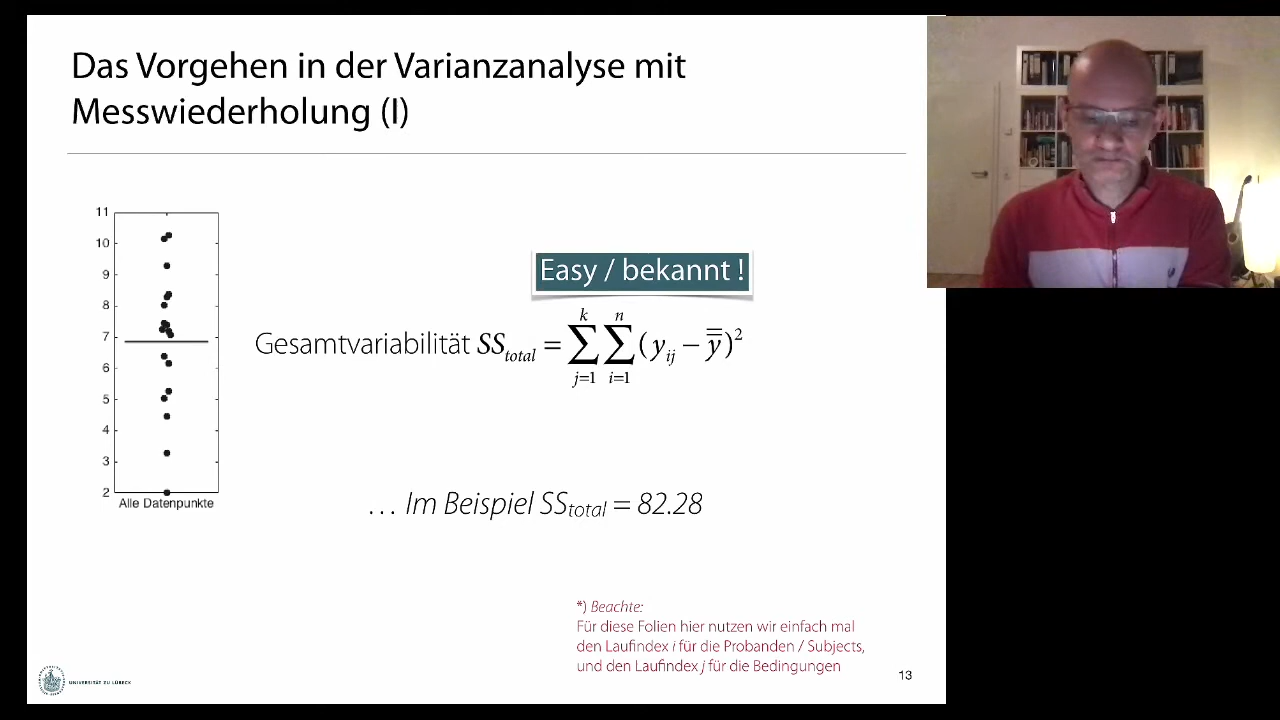 Das Vorgehen in der Varianzanalyse mit
Messwiederholung (I)
11
10
9
8
7
6
5
4
3
2
Alle Datenpunkte
Easy / bekannt !
Gesamtvariabilität SS_total = ∑_{j=1}^{k} ∑_{i=1}^{n} (y_ij − y̿)²
… Im Beispiel SS_total = 82.28
*) Beachte:
Für diese Folien hier nutzen wir einfach mal
den Laufindex i für die Probanden / Subjects,
und den Laufindex j für die Bedingungen
UNIVERSITÄT ZU LÜBECK
13